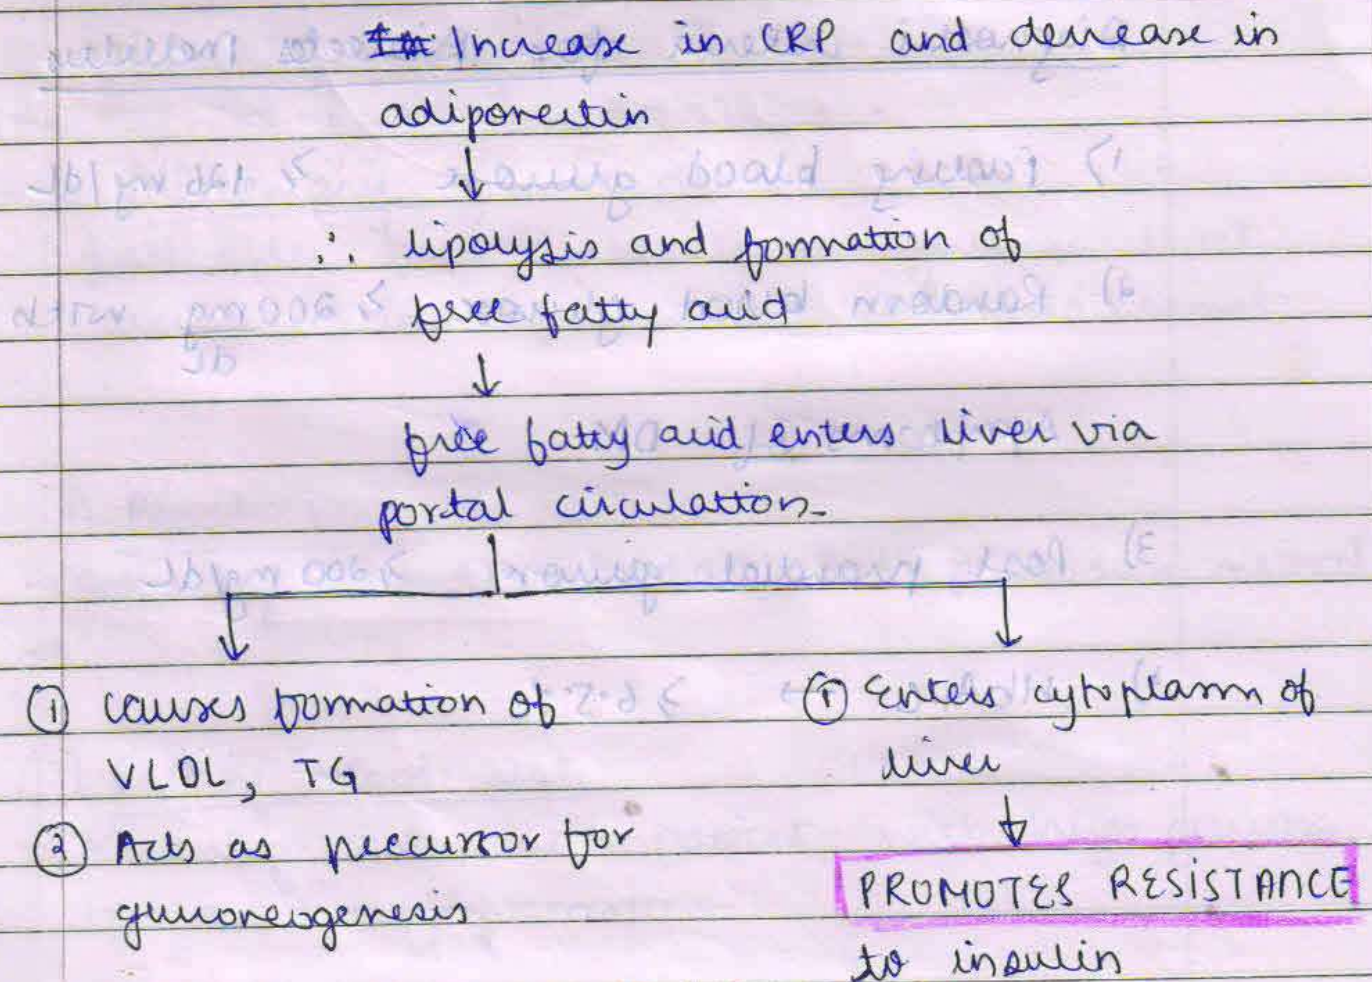 Increase in CRP and decrease in
adiponectin
↓
∴ lipolysis and formation of
free fatty acid
↓
free fatty acid enters liver via
portal circulation.
① causes formation of
VLDL, TG
② Acts as precursor for
gluconeogenesis
① Enters cytoplasm of
liver
↓
PROMOTES RESISTANCE
to insulin